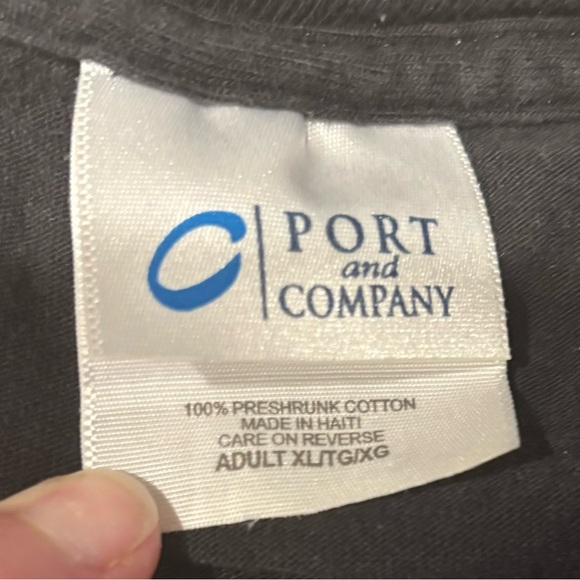 PORT
and
COMPANY
100% PRESHRUNK COTTON
MADE IN HAITI
CARE ON REVERSE
ADULT XL/TG/XG